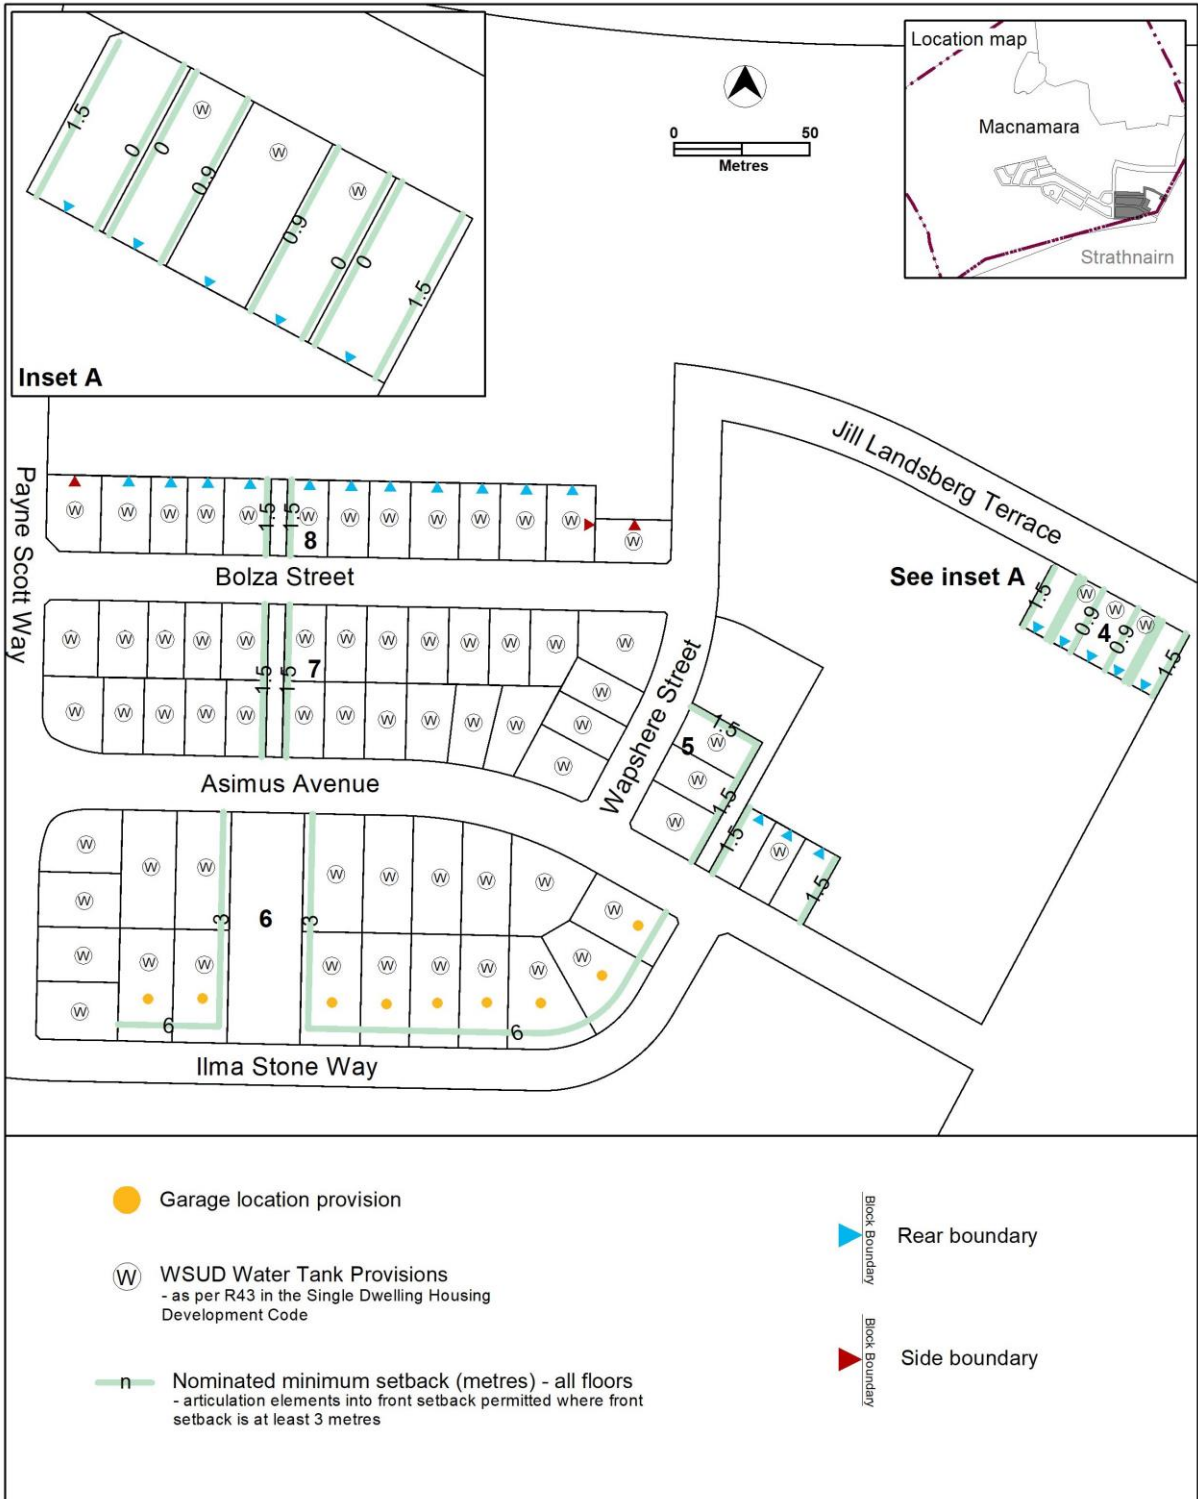 1.5
0
0
0.9
0.9
0
0
1.5
W
W
W
Inset A
0
50
Metres
Location map
Macnamara
Strathnairn
Payne Scott Way
Jill Landsberg Terrace
See inset A
1.5
0.9
0.9
1.5
4
W
W
W
W
W
W
W
W
1.5
1.5
W
W
W
W
W
W
W
W
8
Bolza Street
W
W
W
W
W
1.5
1.5
W
W
W
W
W
W
W
W
7
W
W
W
W
W
W
W
W
W
W
W
W
W
W
Asimus Avenue
Wapshere Street
5
1.5
1.5
W
W
W
1.5
W
1.5
W
W
W
W
W
W
W
W
W
W
W
W
W
3
6
3
W
W
W
W
W
W
W
W
W
W
6
6
Ilma Stone Way
Garage location provision
W
WSUD Water Tank Provisions
- as per R43 in the Single Dwelling Housing
Development Code
n
Nominated minimum setback (metres) - all floors
- articulation elements into front setback permitted where front
setback is at least 3 metres
Block Boundary
Rear boundary
Block Boundary
Side boundary